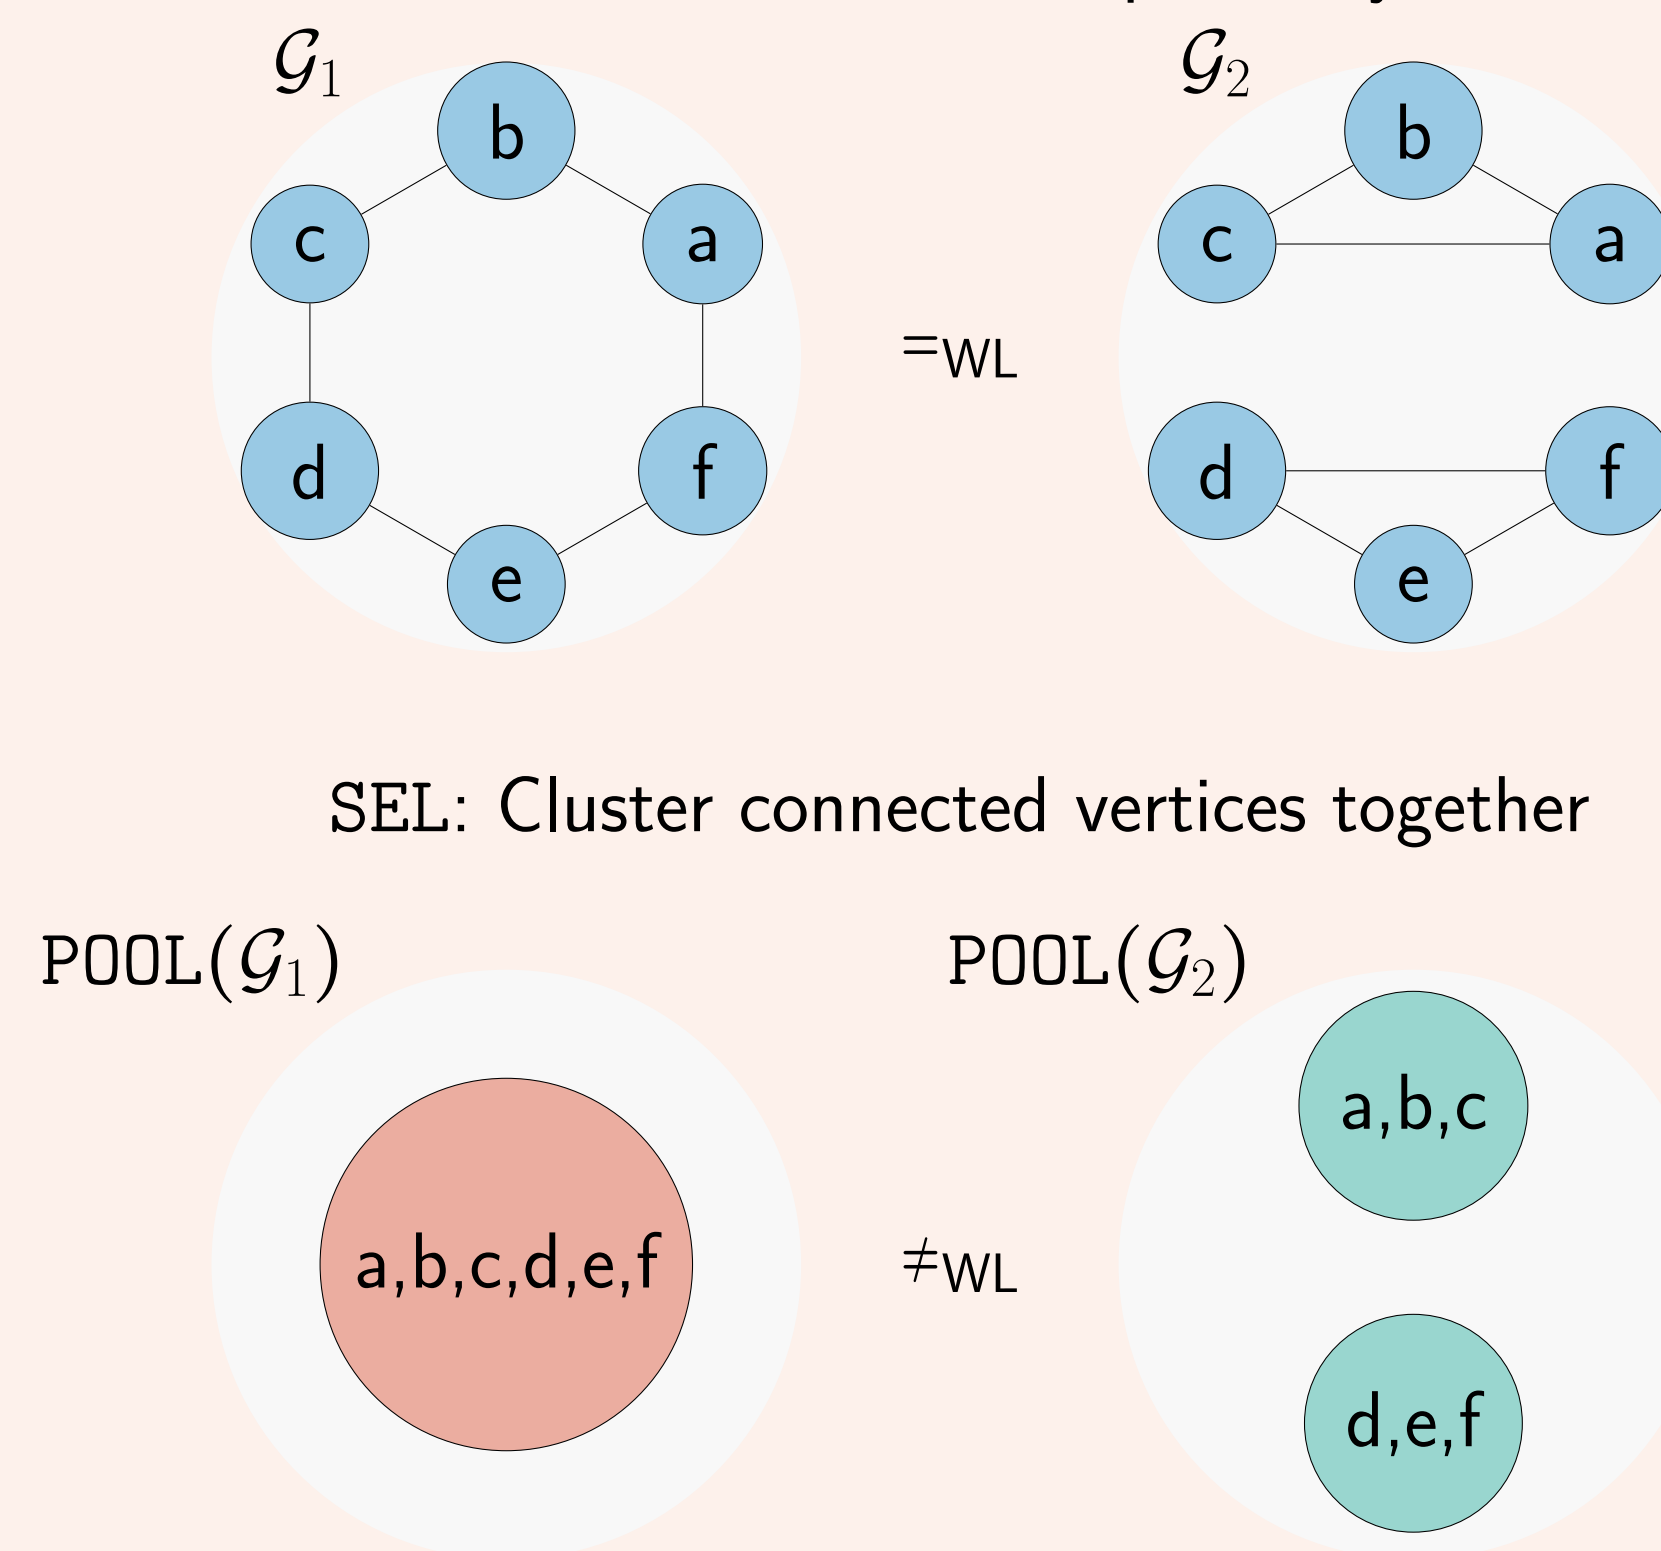 𝒢₁
𝒢₂
b
b
c
a
c
a
=WL
d
f
d
f
e
e
SEL: Cluster connected vertices together
POOL(𝒢₁)
POOL(𝒢₂)
a,b,c
a,b,c,d,e,f
≠WL
d,e,f